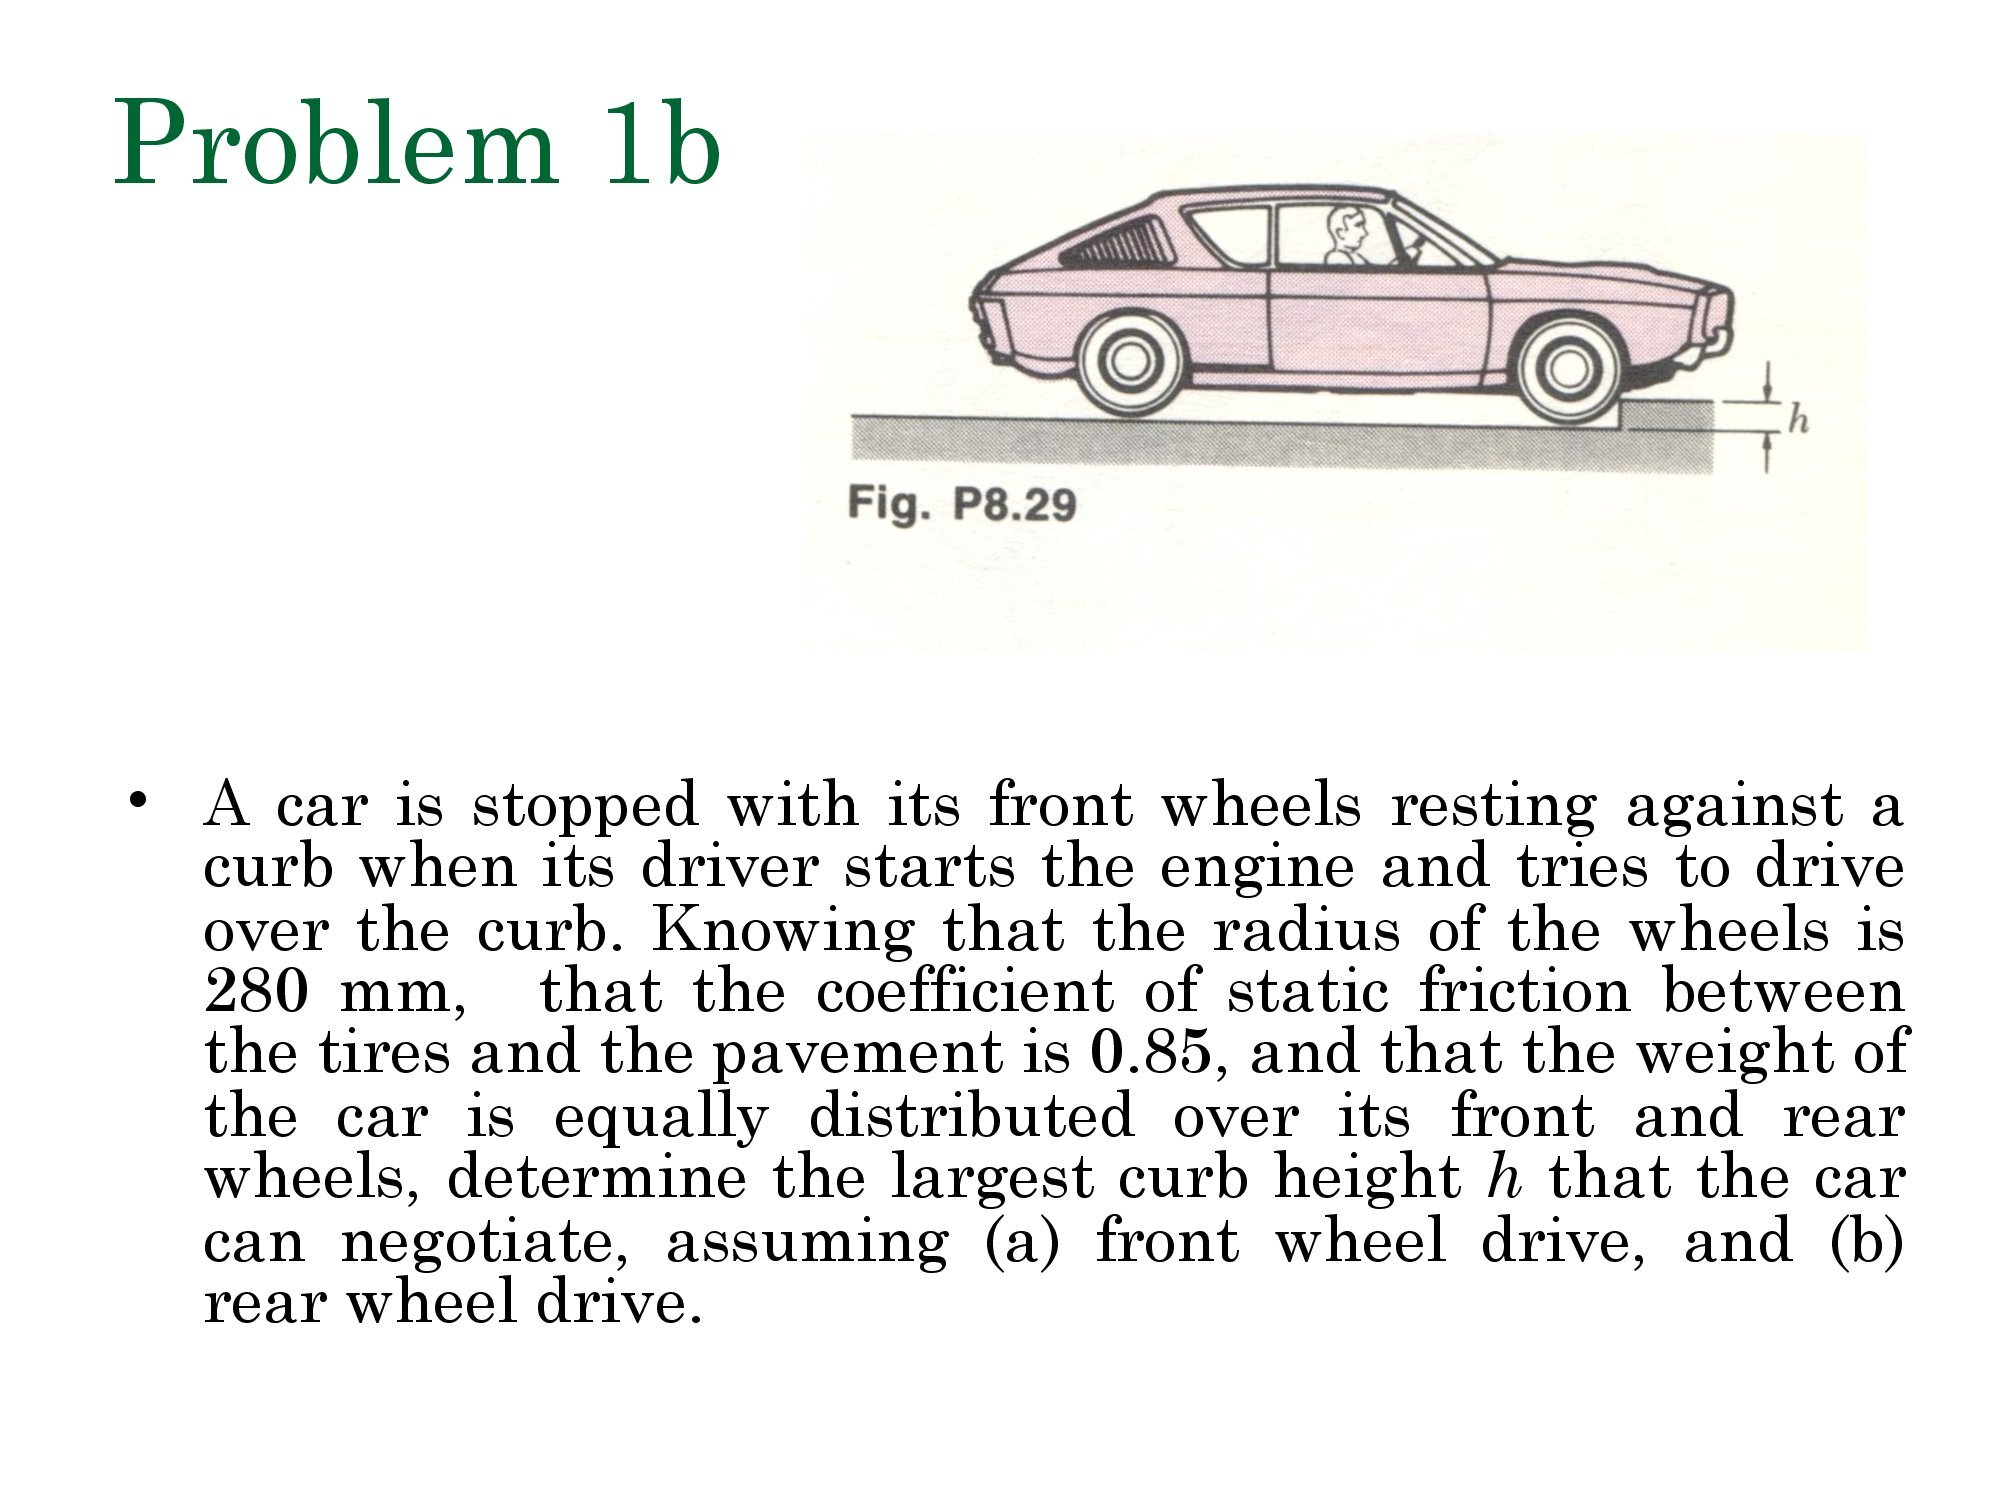 Problem 1b
h
Fig. P8.29
• A car is stopped with its front wheels resting against a
curb when its driver starts the engine and tries to drive
over the curb. Knowing that the radius of the wheels is
280 mm, that the coefficient of static friction between
the tires and the pavement is 0.85, and that the weight of
the car is equally distributed over its front and rear
wheels, determine the largest curb height h that the car
can negotiate, assuming (a) front wheel drive, and (b)
rear wheel drive.